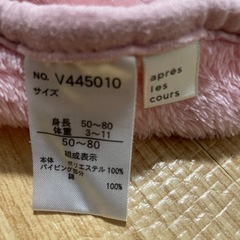 NO. V445010
サイズ
身長 50~80
体重 3~11
50~80
組成表示
本体 ポリエステル 100%
パイピング部分
綿 100%
après
les
cours